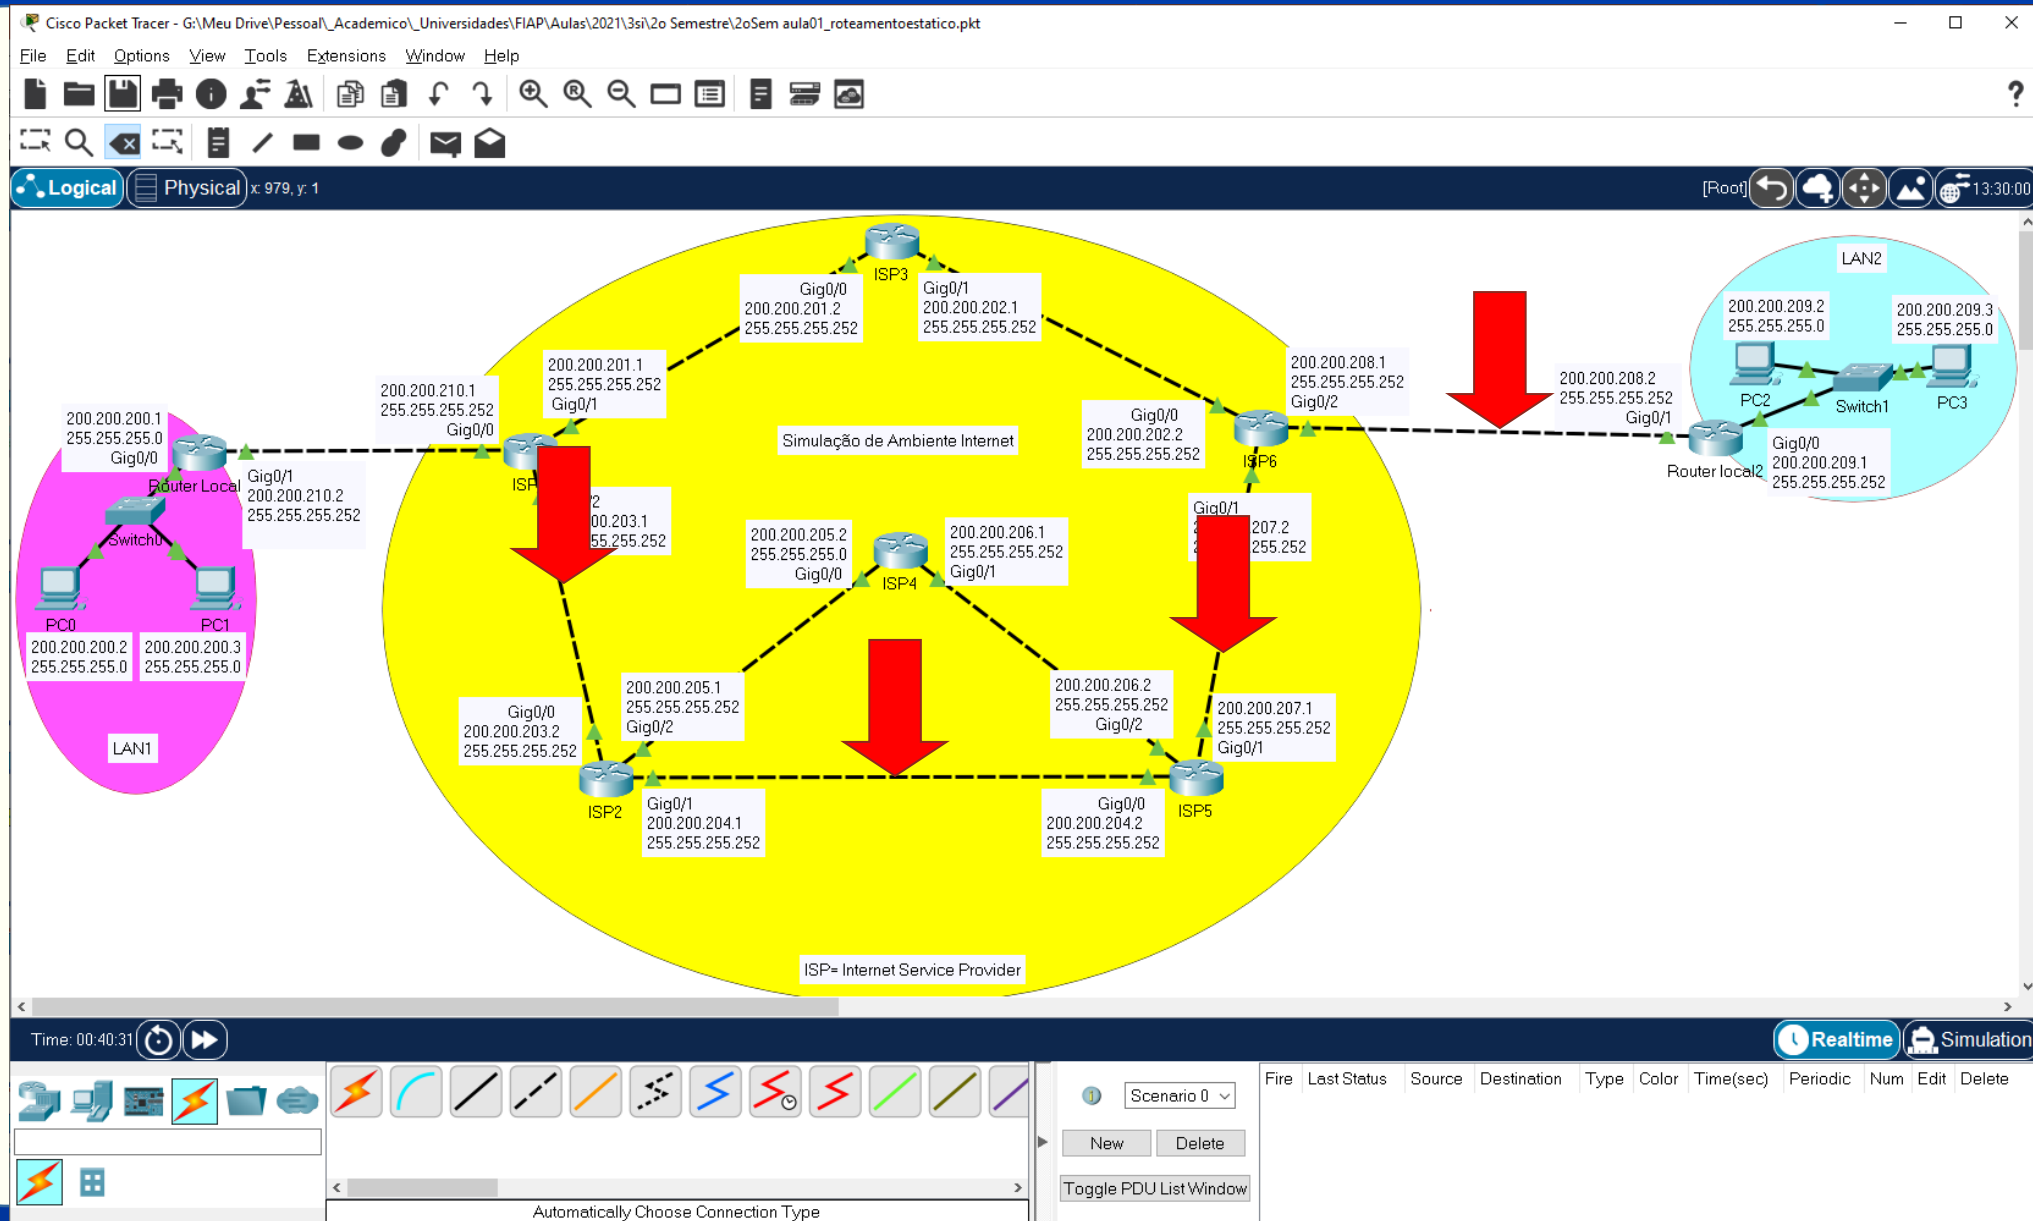 Cisco Packet Tracer - G:\Meu Drive\Pessoal\_Academico\_Universidades\FIAP\Aulas\2021\3si\2o Semestre\2oSem aula01_roteamentoestatico.pkt
File Edit Options View Tools Extensions Window Help
?
Logical Physical x: 979, y: 1
[Root] 13:30:00
ISP3
Gig0/0
200.200.201.2
255.255.255.252
Gig0/1
200.200.202.1
255.255.255.252
LAN2
200.200.209.2
255.255.255.0
200.200.209.3
255.255.255.0
PC2
Switch1
PC3
200.200.201.1
255.255.255.252
Gig0/1
200.200.210.1
255.255.255.252
Gig0/0
200.200.208.1
255.255.255.252
Gig0/2
200.200.208.2
255.255.255.252
Gig0/1
200.200.200.1
255.255.255.0
Gig0/0
Gig0/0
200.200.202.2
255.255.255.252
Simulação de Ambiente Internet
ISP6
Router local2
Gig0/0
200.200.209.1
255.255.255.252
Router Local
Gig0/1
200.200.210.2
255.255.255.252
ISP
/2
00.203.1
55.255.252
Gig0/1
207.2
255.252
Switch0
200.200.205.2
255.255.255.0
Gig0/0
200.200.206.1
255.255.255.252
Gig0/1
ISP4
PC0
PC1
200.200.200.2
255.255.255.0
200.200.200.3
255.255.255.0
LAN1
200.200.205.1
255.255.255.252
Gig0/2
Gig0/0
200.200.203.2
255.255.255.252
200.200.206.2
255.255.255.252
Gig0/2
200.200.207.1
255.255.255.252
Gig0/1
ISP2
Gig0/1
200.200.204.1
255.255.255.252
Gig0/0
200.200.204.2
255.255.255.252
ISP5
ISP= Internet Service Provider
Time: 00:40:31
Realtime Simulation
Scenario 0
New Delete
Toggle PDU List Window
Fire Last Status Source Destination Type Color Time(sec) Periodic Num Edit Delete
Automatically Choose Connection Type